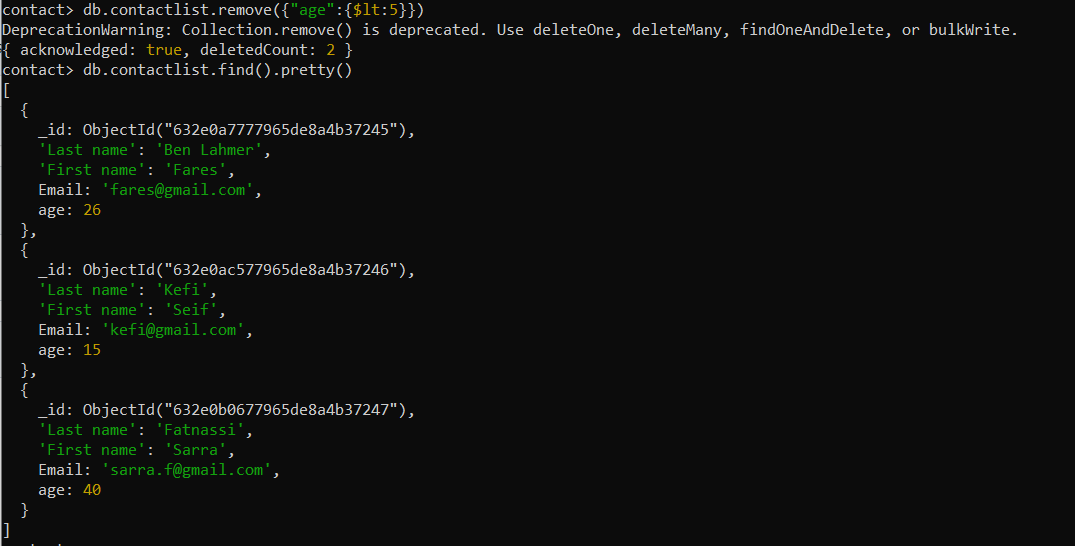 contact> db.contactlist.remove({"age":{$lt:5}})
DeprecationWarning: Collection.remove() is deprecated. Use deleteOne, deleteMany, findOneAndDelete, or bulkWrite.
{ acknowledged: true, deletedCount: 2 }
contact> db.contactlist.find().pretty()
[
  {
    _id: ObjectId("632e0a7777965de8a4b37245"),
    'Last name': 'Ben Lahmer',
    'First name': 'Fares',
    Email: 'fares@gmail.com',
    age: 26
  },
  {
    _id: ObjectId("632e0ac577965de8a4b37246"),
    'Last name': 'Kefi',
    'First name': 'Seif',
    Email: 'kefi@gmail.com',
    age: 15
  },
  {
    _id: ObjectId("632e0b0677965de8a4b37247"),
    'Last name': 'Fatnassi',
    'First name': 'Sarra',
    Email: 'sarra.f@gmail.com',
    age: 40
  }
]